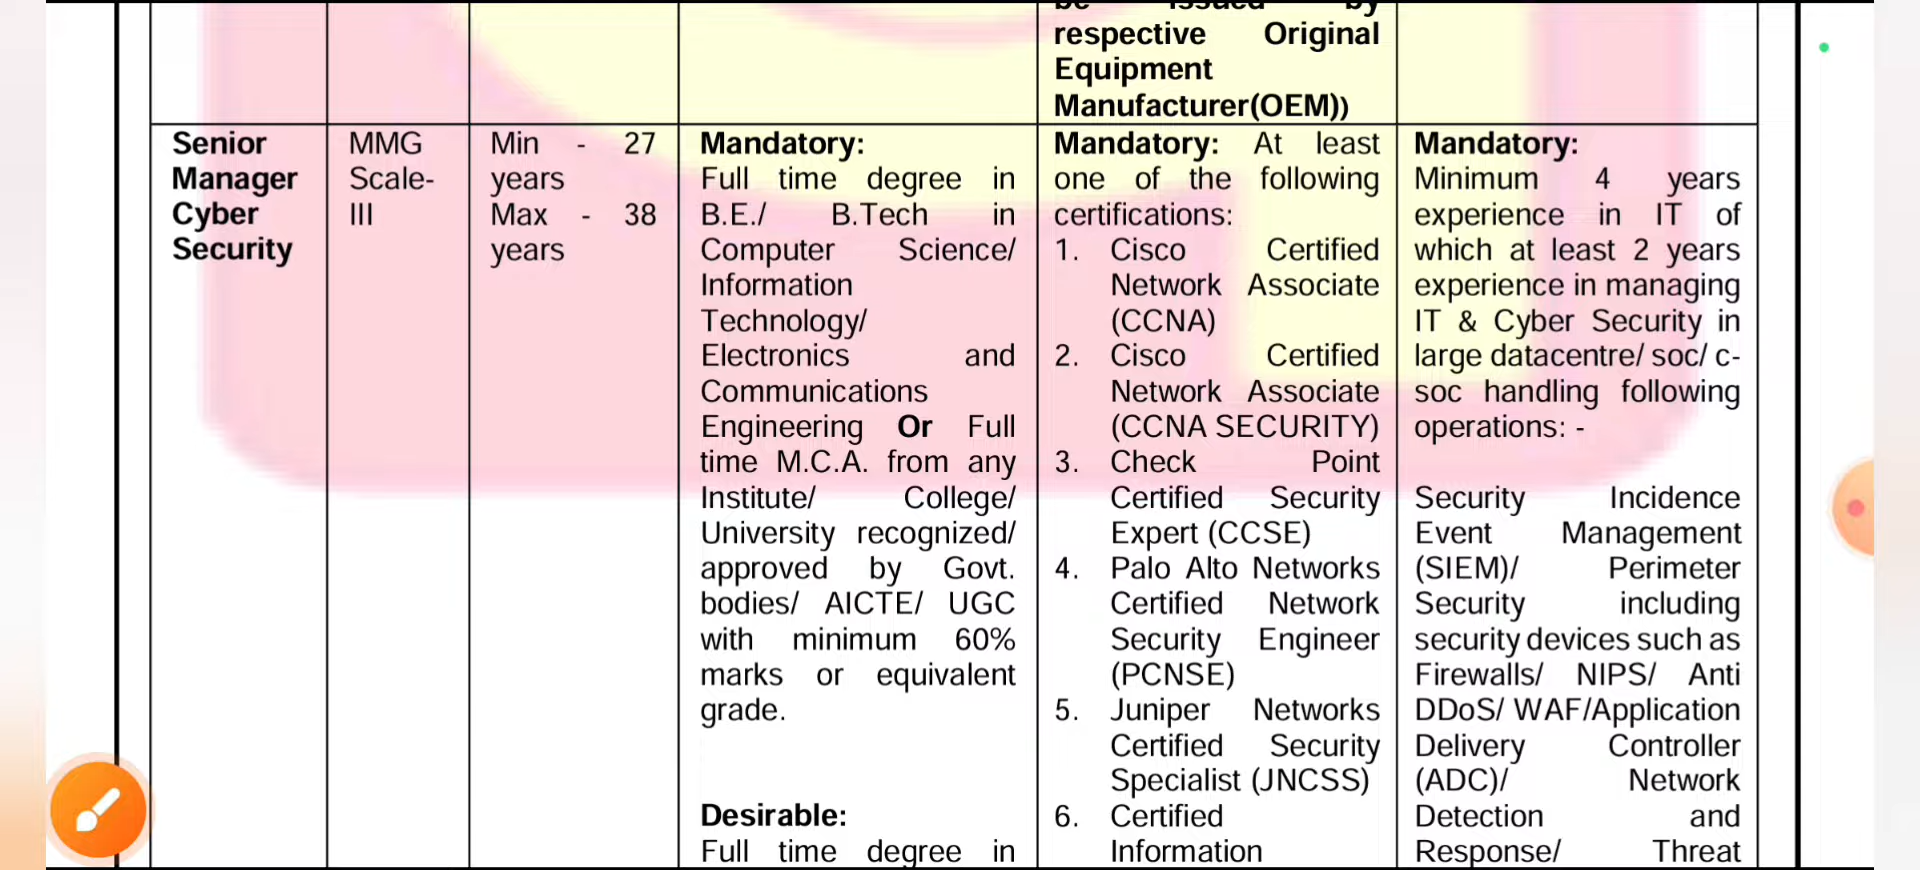 be issued by
respective Original
Equipment
Manufacturer(OEM))
Senior
Manager
Cyber
Security
MMG
Scale-
III
Min - 27
years
Max - 38
years
Mandatory:
Full time degree in
B.E./ B.Tech in
Computer Science/
Information
Technology/
Electronics and
Communications
Engineering Or Full
time M.C.A. from any
Institute/ College/
University recognized/
approved by Govt.
bodies/ AICTE/ UGC
with minimum 60%
marks or equivalent
grade.
Desirable:
Full time degree in
Mandatory: At least
one of the following
certifications:
1. Cisco Certified
Network Associate
(CCNA)
2. Cisco Certified
Network Associate
(CCNA SECURITY)
3. Check Point
Certified Security
Expert (CCSE)
4. Palo Alto Networks
Certified Network
Security Engineer
(PCNSE)
5. Juniper Networks
Certified Security
Specialist (JNCSS)
6. Certified
Information
Mandatory:
Minimum 4 years
experience in IT of
which at least 2 years
experience in managing
IT & Cyber Security in
large datacentre/ soc/ c-
soc handling following
operations: -
Security Incidence
Event Management
(SIEM)/ Perimeter
Security including
security devices such as
Firewalls/ NIPS/ Anti
DDoS/ WAF/Application
Delivery Controller
(ADC)/ Network
Detection and
Response/ Threat